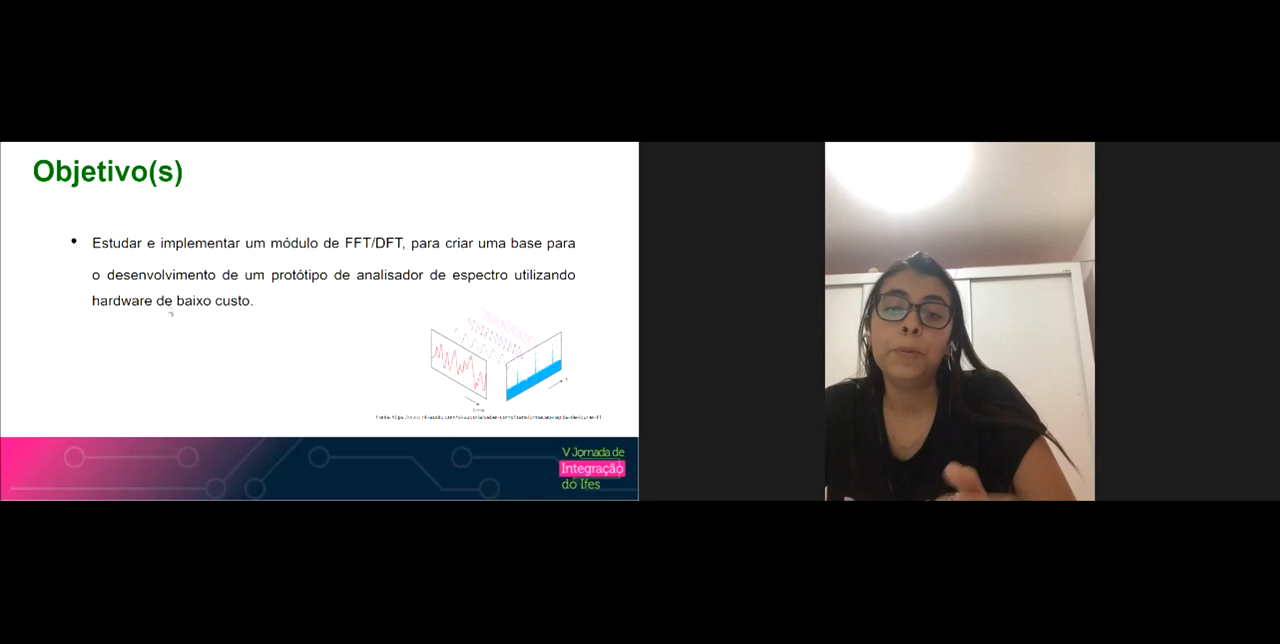 Objetivo(s)
• Estudar e implementar um módulo de FFT/DFT, para criar uma base para
o desenvolvimento de um protótipo de analisador de espectro utilizando
hardware de baixo custo.
V Jornada de
Integração
do Ifes